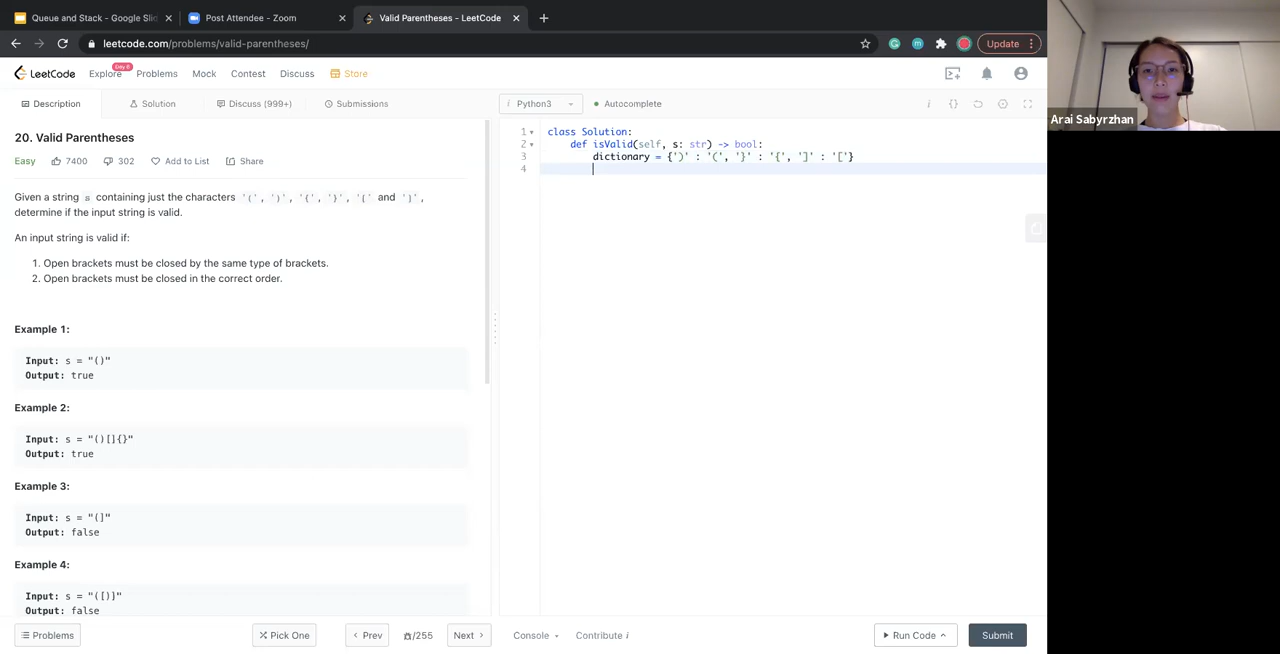 Queue and Stack - Google Slid
Post Attendee - Zoom
Valid Parentheses - LeetCode
leetcode.com/problems/valid-parentheses/
Update
LeetCode
Explore
Day 6
Problems
Mock
Contest
Discuss
Store
Description
Solution
Discuss (999+)
Submissions
i Python3
Autocomplete
20. Valid Parentheses
Easy 7400 302 Add to List Share
Given a string s containing just the characters '(', ')', '{', '}', '[' and ']',
determine if the input string is valid.
An input string is valid if:
1. Open brackets must be closed by the same type of brackets.
2. Open brackets must be closed in the correct order.
Example 1:
Input: s = "()"
Output: true
Example 2:
Input: s = "()[]{}"
Output: true
Example 3:
Input: s = "(]"
Output: false
Example 4:
Input: s = "([)]"
Output: false
1 class Solution:
2 def isValid(self, s: str) -> bool:
3 dictionary = {')' : '(', '}' : '{', ']' : '['}
4
Problems
Pick One
Prev
/255
Next
Console
Contribute i
Run Code
Submit
Arai Sabyrzhan